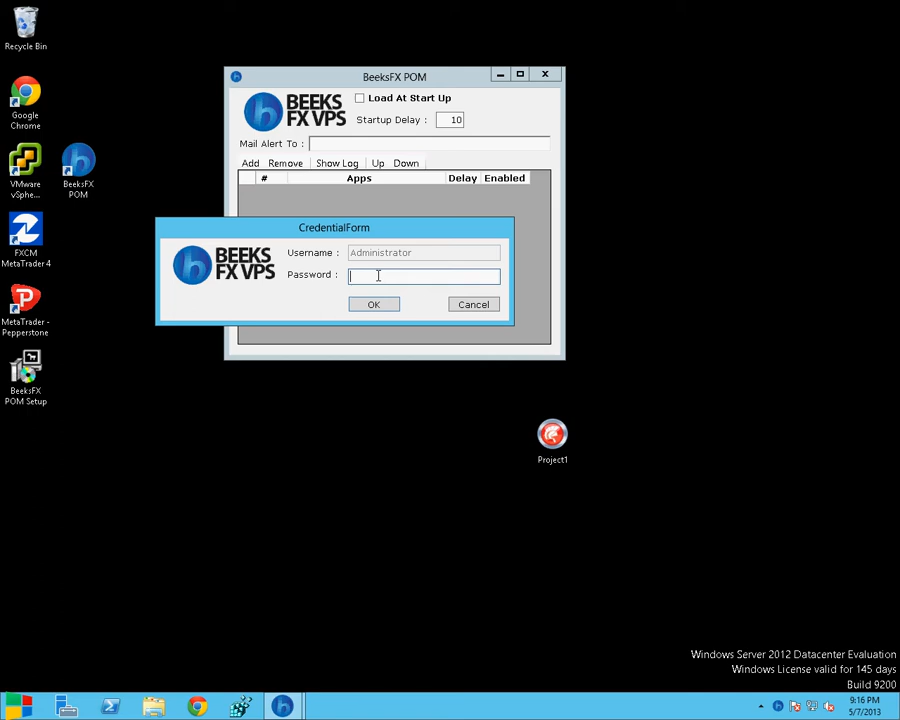 Recycle Bin
Google
Chrome
VMware
vSphe...
BeeksFX
POM
FXCM
MetaTrader 4
MetaTrader -
Pepperstone
BeeksFX
POM Setup
BeeksFX POM
BEEKS
FX VPS
Load At Start Up
Startup Delay : 10
Mail Alert To :
Add Remove Show Log Up Down
# Apps Delay Enabled
CredentialForm
BEEKS
FX VPS
Username : Administrator
Password :
OK Cancel
Project1
Windows Server 2012 Datacenter Evaluation
Windows License valid for 145 days
Build 9200
9:16 PM
5/7/2013